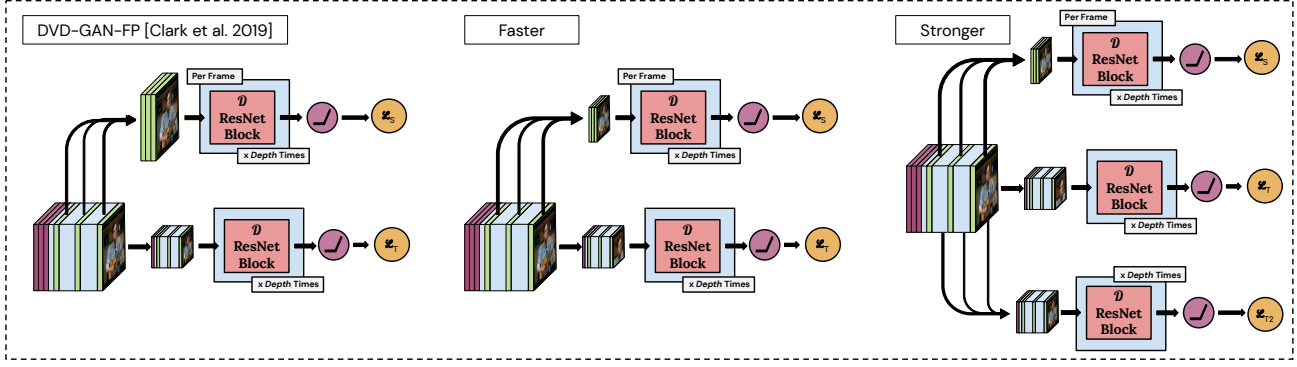 DVD-GAN-FP [Clark et al. 2019]
Per Frame
𝒟
ResNet
Block
x Depth Times
ℒS
𝒟
ResNet
Block
x Depth Times
ℒT
Faster
Per Frame
𝒟
ResNet
Block
x Depth Times
ℒS
𝒟
ResNet
Block
x Depth Times
ℒT
Stronger
Per Frame
𝒟
ResNet
Block
x Depth Times
ℒS
𝒟
ResNet
Block
x Depth Times
ℒT
x Depth Times
𝒟
ResNet
Block
ℒT2